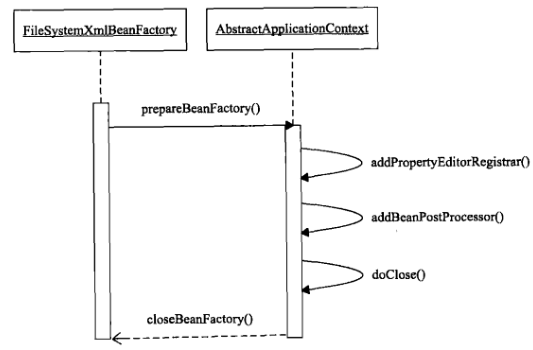 FileSystemXmlBeanFactory
AbstractApplicationContext
prepareBeanFactory()
addPropertyEditorRegistrar()
addBeanPostProcessor()
doClose()
closeBeanFactory()